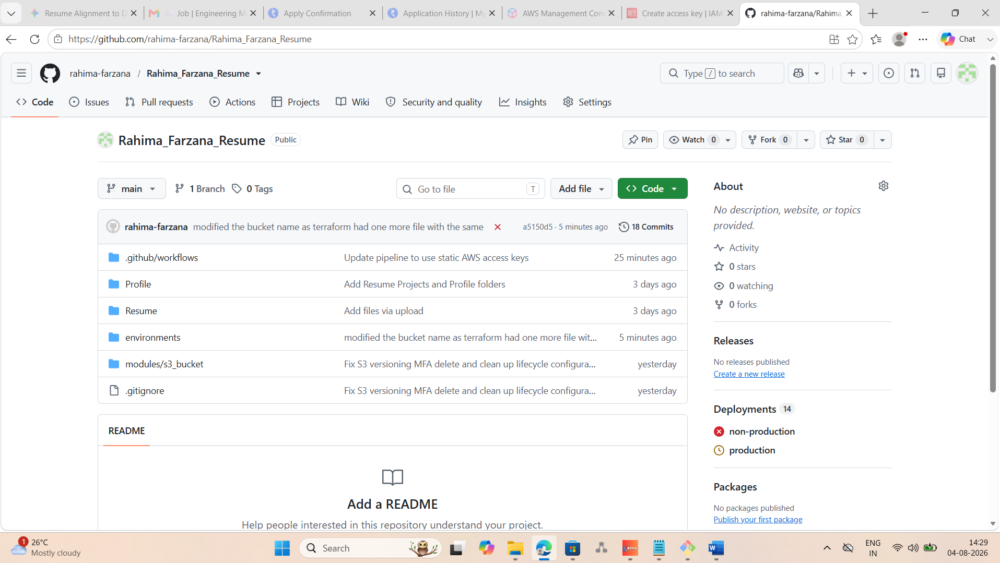 Resume Alignment to D
Job | Engineering M
Apply Confirmation
Application History | My
AWS Management Cons
Create access key | IAM
rahima-farzana/Rahima_
https://github.com/rahima-farzana/Rahima_Farzana_Resume
Chat
rahima-farzana / Rahima_Farzana_Resume
Type / to search
Code
Issues
Pull requests
Actions
Projects
Wiki
Security and quality
Insights
Settings
Rahima_Farzana_Resume Public
Pin
Watch 0
Fork 0
Star 0
main
1 Branch
0 Tags
Go to file T
Add file
Code
rahima-farzana modified the bucket name as terraform had one more file with the same a5150d5 · 5 minutes ago 18 Commits
.github/workflows Update pipeline to use static AWS access keys 25 minutes ago
Profile Add Resume Projects and Profile folders 3 days ago
Resume Add files via upload 3 days ago
environments modified the bucket name as terraform had one more file wit... 5 minutes ago
modules/s3_bucket Fix S3 versioning MFA delete and clean up lifecycle configura... yesterday
.gitignore Fix S3 versioning MFA delete and clean up lifecycle configura... yesterday
README
Add a README
Help people interested in this repository understand your project.
About
No description, website, or topics
provided.
Activity
0 stars
0 watching
0 forks
Releases
No releases published
Create a new release
Deployments 14
non-production
production
Packages
No packages published
Publish your first package
1
26°C
Mostly cloudy
Search
ENG
IN
14:29
04-08-2026